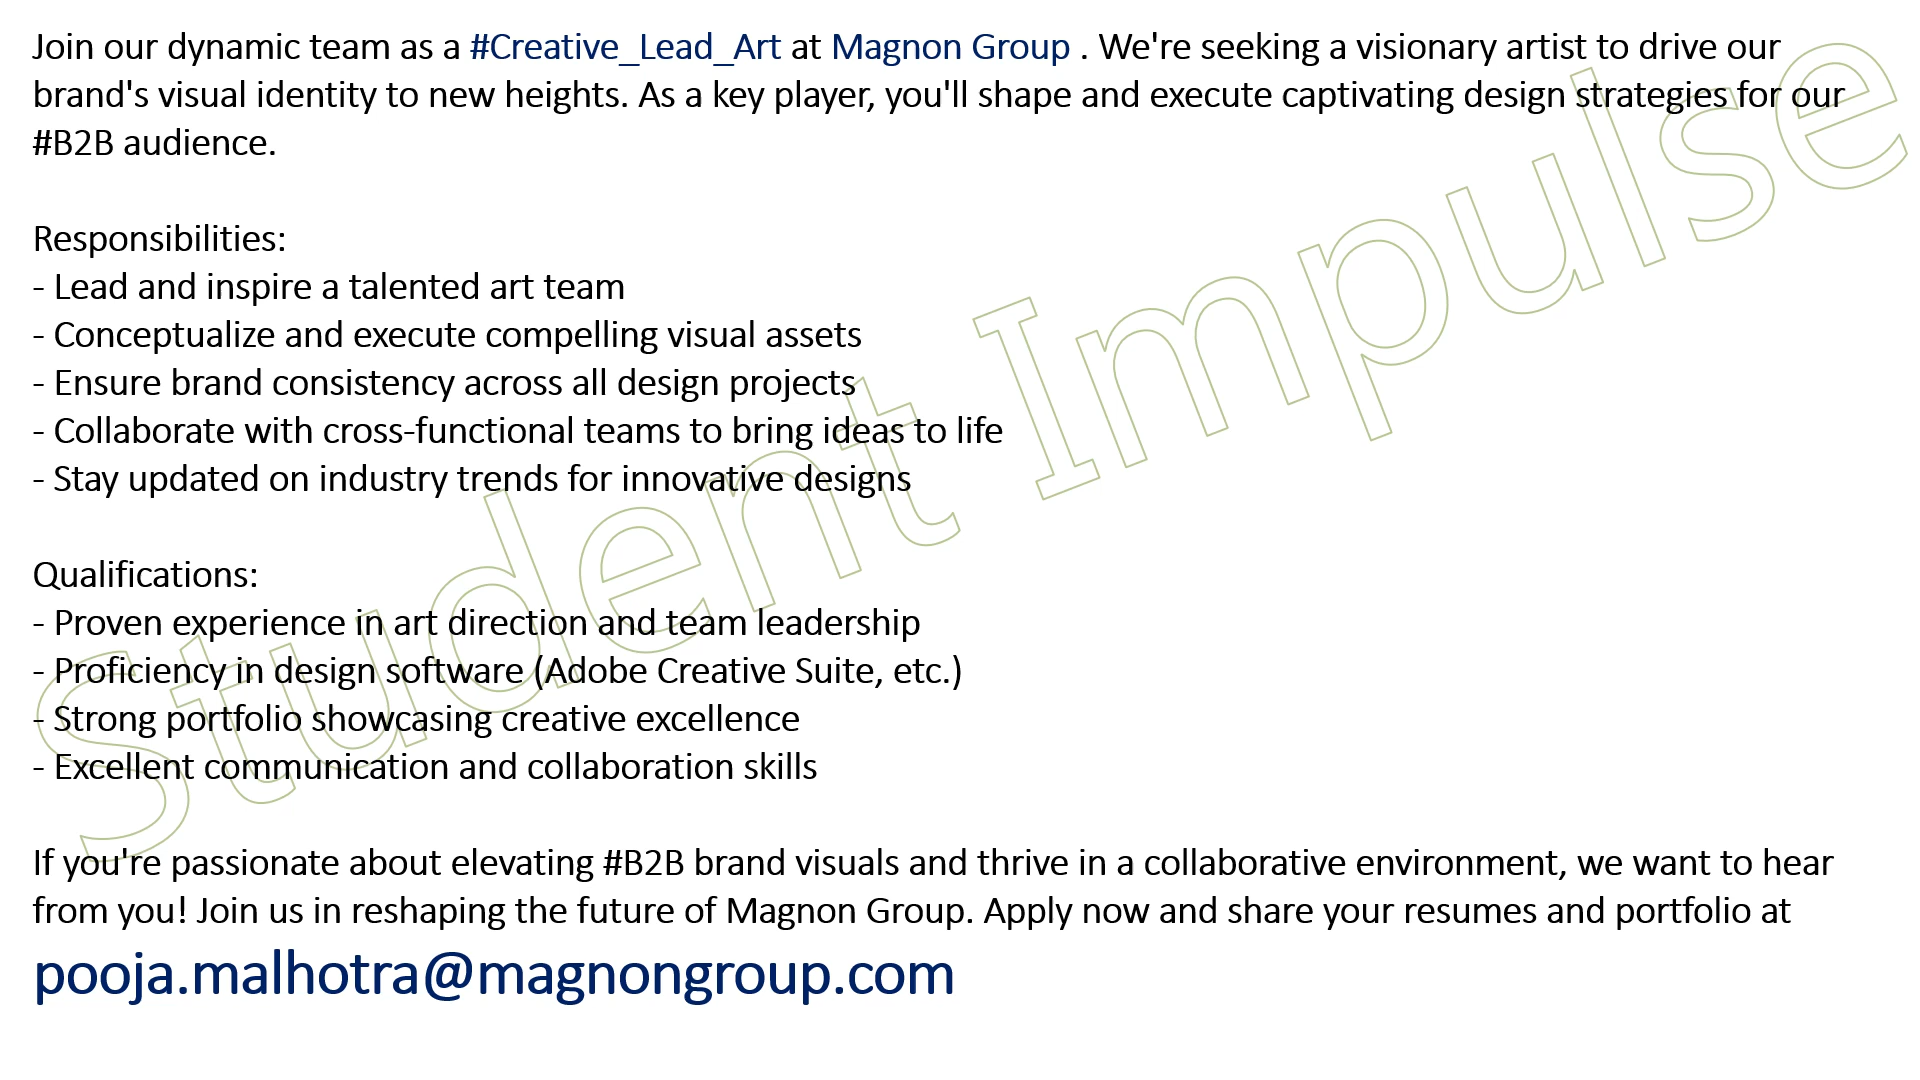 Join our dynamic team as a #Creative_Lead_Art at Magnon Group . We're seeking a visionary artist to drive our
brand's visual identity to new heights. As a key player, you'll shape and execute captivating design strategies for our
#B2B audience.
Responsibilities:
- Lead and inspire a talented art team
- Conceptualize and execute compelling visual assets
- Ensure brand consistency across all design projects
- Collaborate with cross-functional teams to bring ideas to life
- Stay updated on industry trends for innovative designs
Qualifications:
- Proven experience in art direction and team leadership
- Proficiency in design software (Adobe Creative Suite, etc.)
- Strong portfolio showcasing creative excellence
- Excellent communication and collaboration skills
If you're passionate about elevating #B2B brand visuals and thrive in a collaborative environment, we want to hear
from you! Join us in reshaping the future of Magnon Group. Apply now and share your resumes and portfolio at
pooja.malhotra@magnongroup.com
Student Impulse